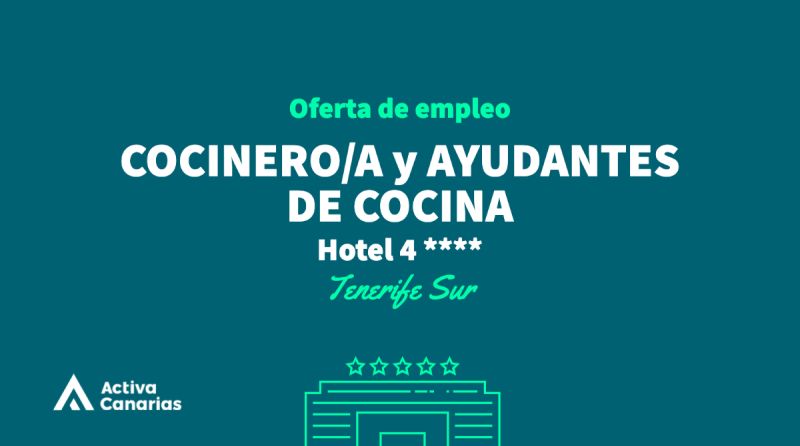 Oferta de empleo
COCINERO/A y AYUDANTES
DE COCINA
Hotel 4 ****
Tenerife Sur
Activa
Canarias